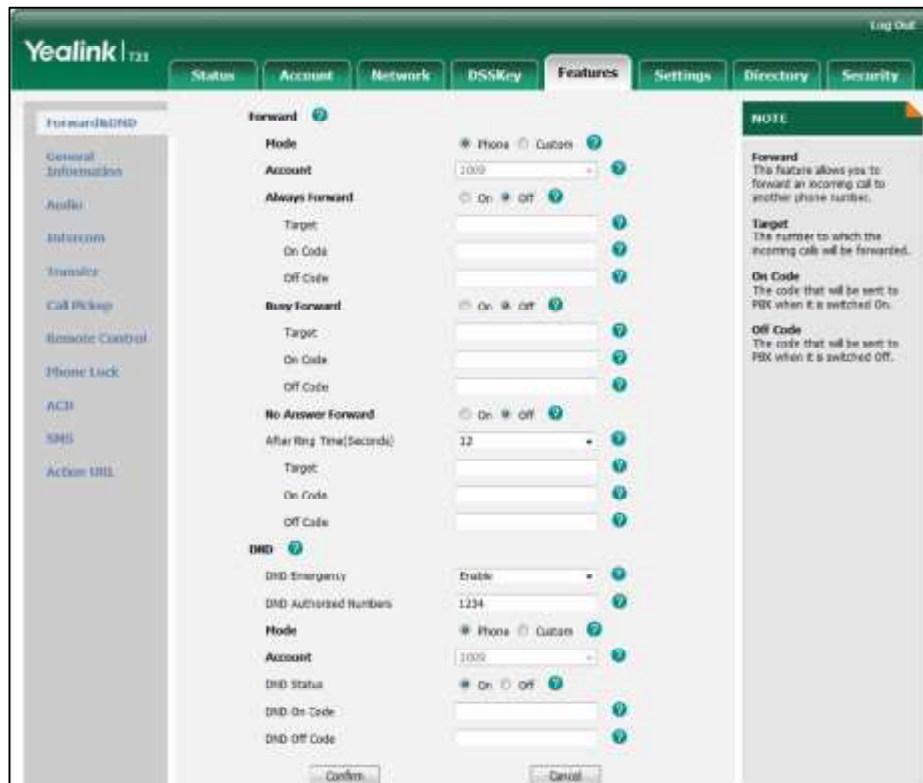 Log Out
Yealink T23
Status Account Network DSSKey Features Settings Directory Security
Forward&DND
General Information
Audio
Intercom
Transfer
Call Pickup
Remote Control
Phone Lock
ACD
SMS
Action URL
Forward ?
Mode Phone Custom ?
Account 1009 ?
Always Forward On Off ?
Target ?
On Code ?
Off Code ?
Busy Forward On Off ?
Target ?
On Code ?
Off Code ?
No Answer Forward On Off ?
After Ring Time(Seconds) 12 ?
Target ?
On Code ?
Off Code ?
DND ?
DND Emergency Enable ?
DND Authorized Numbers 1234 ?
Mode Phone Custom ?
Account 1009 ?
DND Status On Off ?
DND On Code ?
DND Off Code ?
Confirm Cancel
NOTE
Forward
This feature allows you to
forward an incoming call to
another phone number.
Target
The number to which the
incoming calls will be forwarded.
On Code
The code that will be sent to
PBX when it is switched On.
Off Code
The code that will be sent to
PBX when it is switched Off.